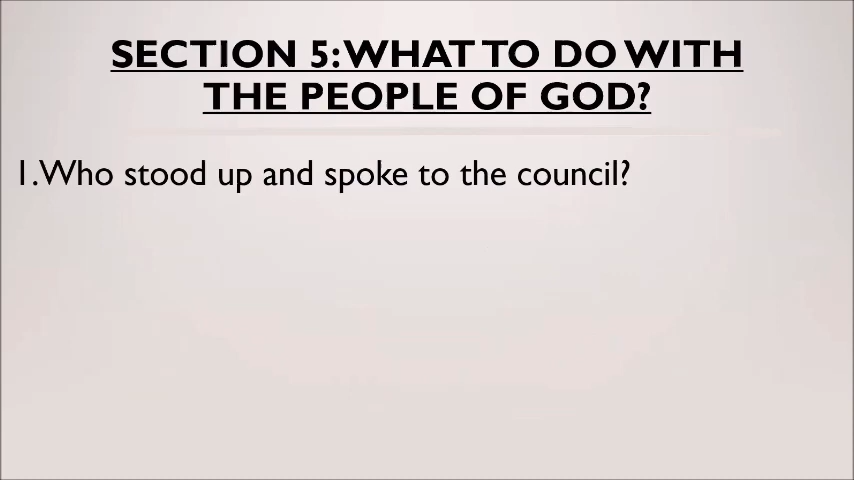 SECTION 5: WHAT TO DO WITH
THE PEOPLE OF GOD?
1. Who stood up and spoke to the council?